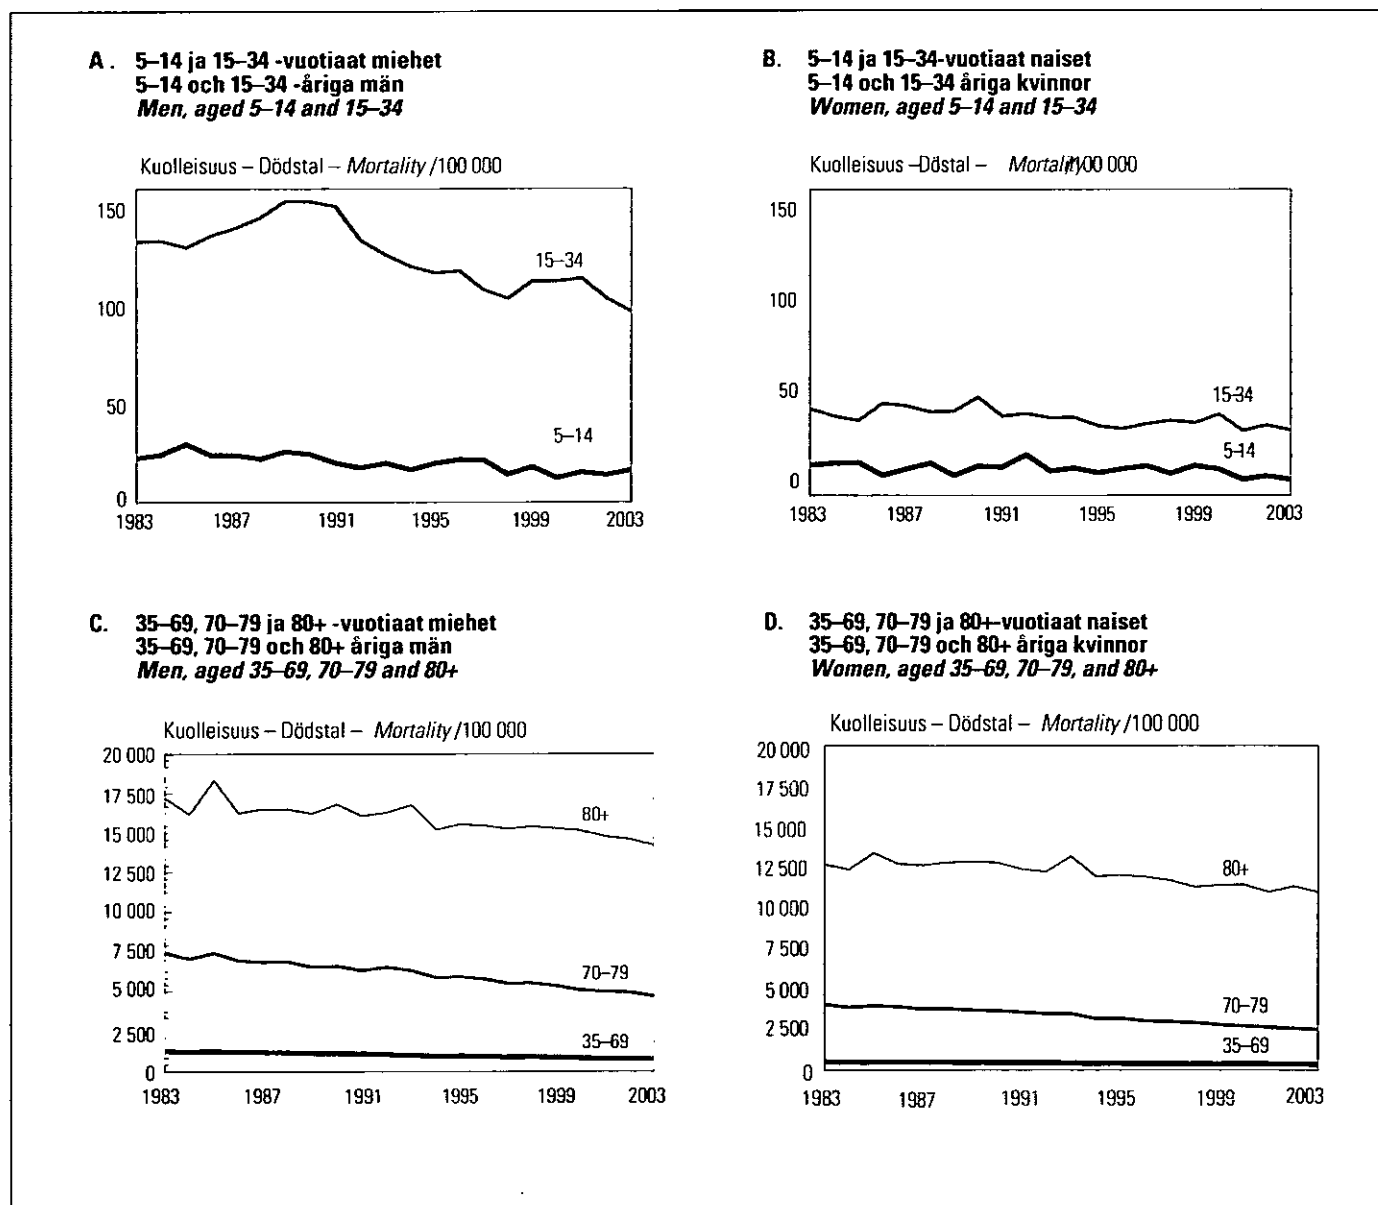 A. 5–14 ja 15–34 -vuotiaat miehet
5–14 och 15–34 -åriga män
Men, aged 5–14 and 15–34
Kuolleisuus – Dödstal – Mortality /100 000
150
100
50
0
15–34
5–14
1983 1987 1991 1995 1999 2003
B. 5–14 ja 15–34-vuotiaat naiset
5–14 och 15–34 åriga kvinnor
Women, aged 5–14 and 15–34
Kuolleisuus –Döstal – Mortality/100 000
150
100
50
0
15-34
5-14
1983 1987 1991 1995 1999 2003
C. 35–69, 70–79 ja 80+ -vuotiaat miehet
35–69, 70–79 och 80+ åriga män
Men, aged 35–69, 70–79 and 80+
Kuolleisuus – Dödstal – Mortality /100 000
20 000
17 500
15 000
12 500
10 000
7 500
5 000
2 500
0
80+
70–79
35–69
1983 1987 1991 1995 1999 2003
D. 35–69, 70–79 ja 80+-vuotiaat naiset
35–69, 70–79 och 80+ åriga kvinnor
Women, aged 35–69, 70–79, and 80+
Kuolleisuus – Dödstal – Mortality /100 000
20 000
17 500
15 000
12 500
10 000
7 500
5 000
2 500
0
80+
70–79
35–69
1983 1987 1991 1995 1999 2003